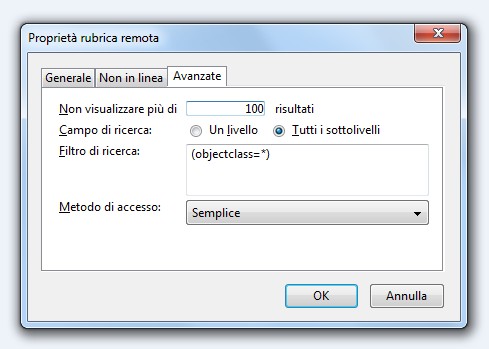 Proprietà rubrica remota
Generale Non in linea Avanzate
Non visualizzare più di 100 risultati
Campo di ricerca: Un livello Tutti i sottolivelli
Filtro di ricerca: (objectclass=*)
Metodo di accesso: Semplice
OK Annulla